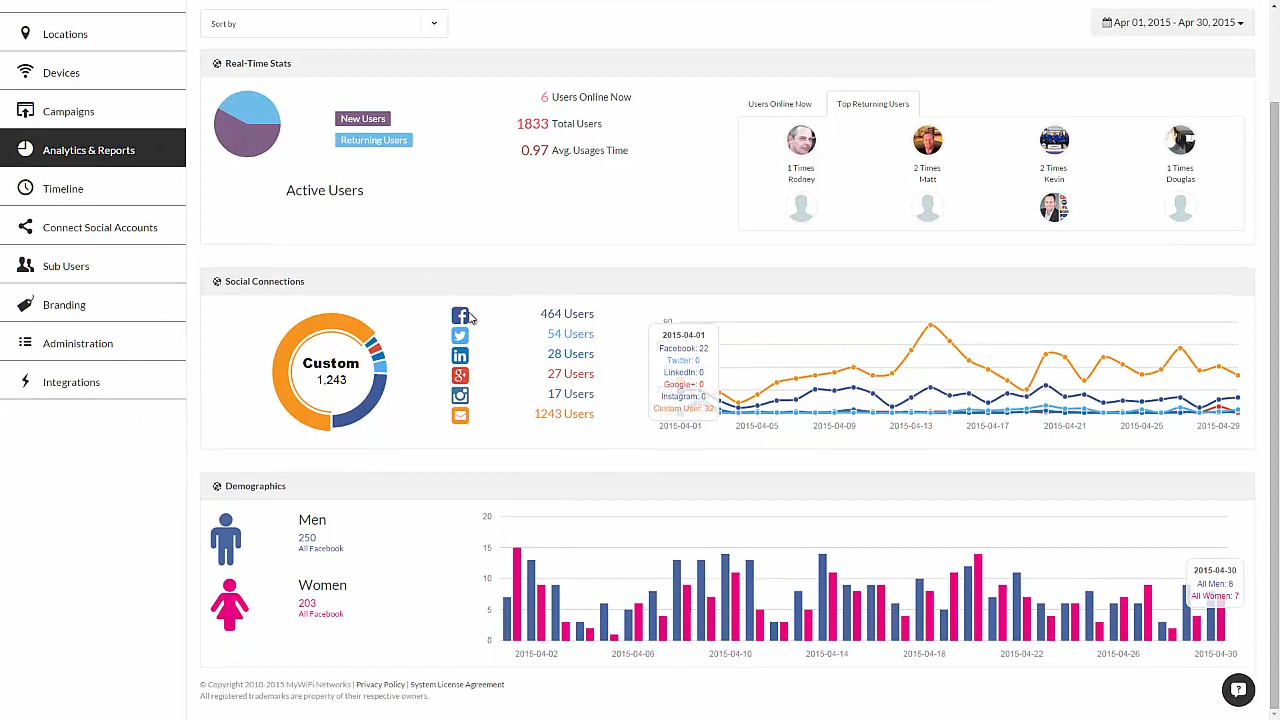 Locations
Devices
Campaigns
Analytics & Reports
Timeline
Connect Social Accounts
Sub Users
Branding
Administration
Integrations
Sort by
Apr 01, 2015 - Apr 30, 2015
Real-Time Stats
New Users
Returning Users
Active Users
6 Users Online Now
1833 Total Users
0.97 Avg. Usages Time
Users Online Now
Top Returning Users
1 Times
Rodney
2 Times
Matt
2 Times
Kevin
1 Times
Douglas
Social Connections
Custom
1,243
464 Users
54 Users
28 Users
27 Users
17 Users
1243 Users
2015-04-01
Facebook: 22
Twitter: 0
LinkedIn: 0
Google+: 0
Instagram: 0
Custom User: 32
2015-04-01 2015-04-05 2015-04-09 2015-04-13 2015-04-17 2015-04-21 2015-04-25 2015-04-29
Demographics
Men
250
All Facebook
Women
203
All Facebook
20
15
10
5
0
2015-04-30
All Men: 8
All Women: 7
2015-04-02 2015-04-06 2015-04-10 2015-04-14 2015-04-18 2015-04-22 2015-04-26 2015-04-30
© Copyright 2010-2015 MyWiFi Networks | Privacy Policy | System License Agreement
All registered trademarks are property of their respective owners.